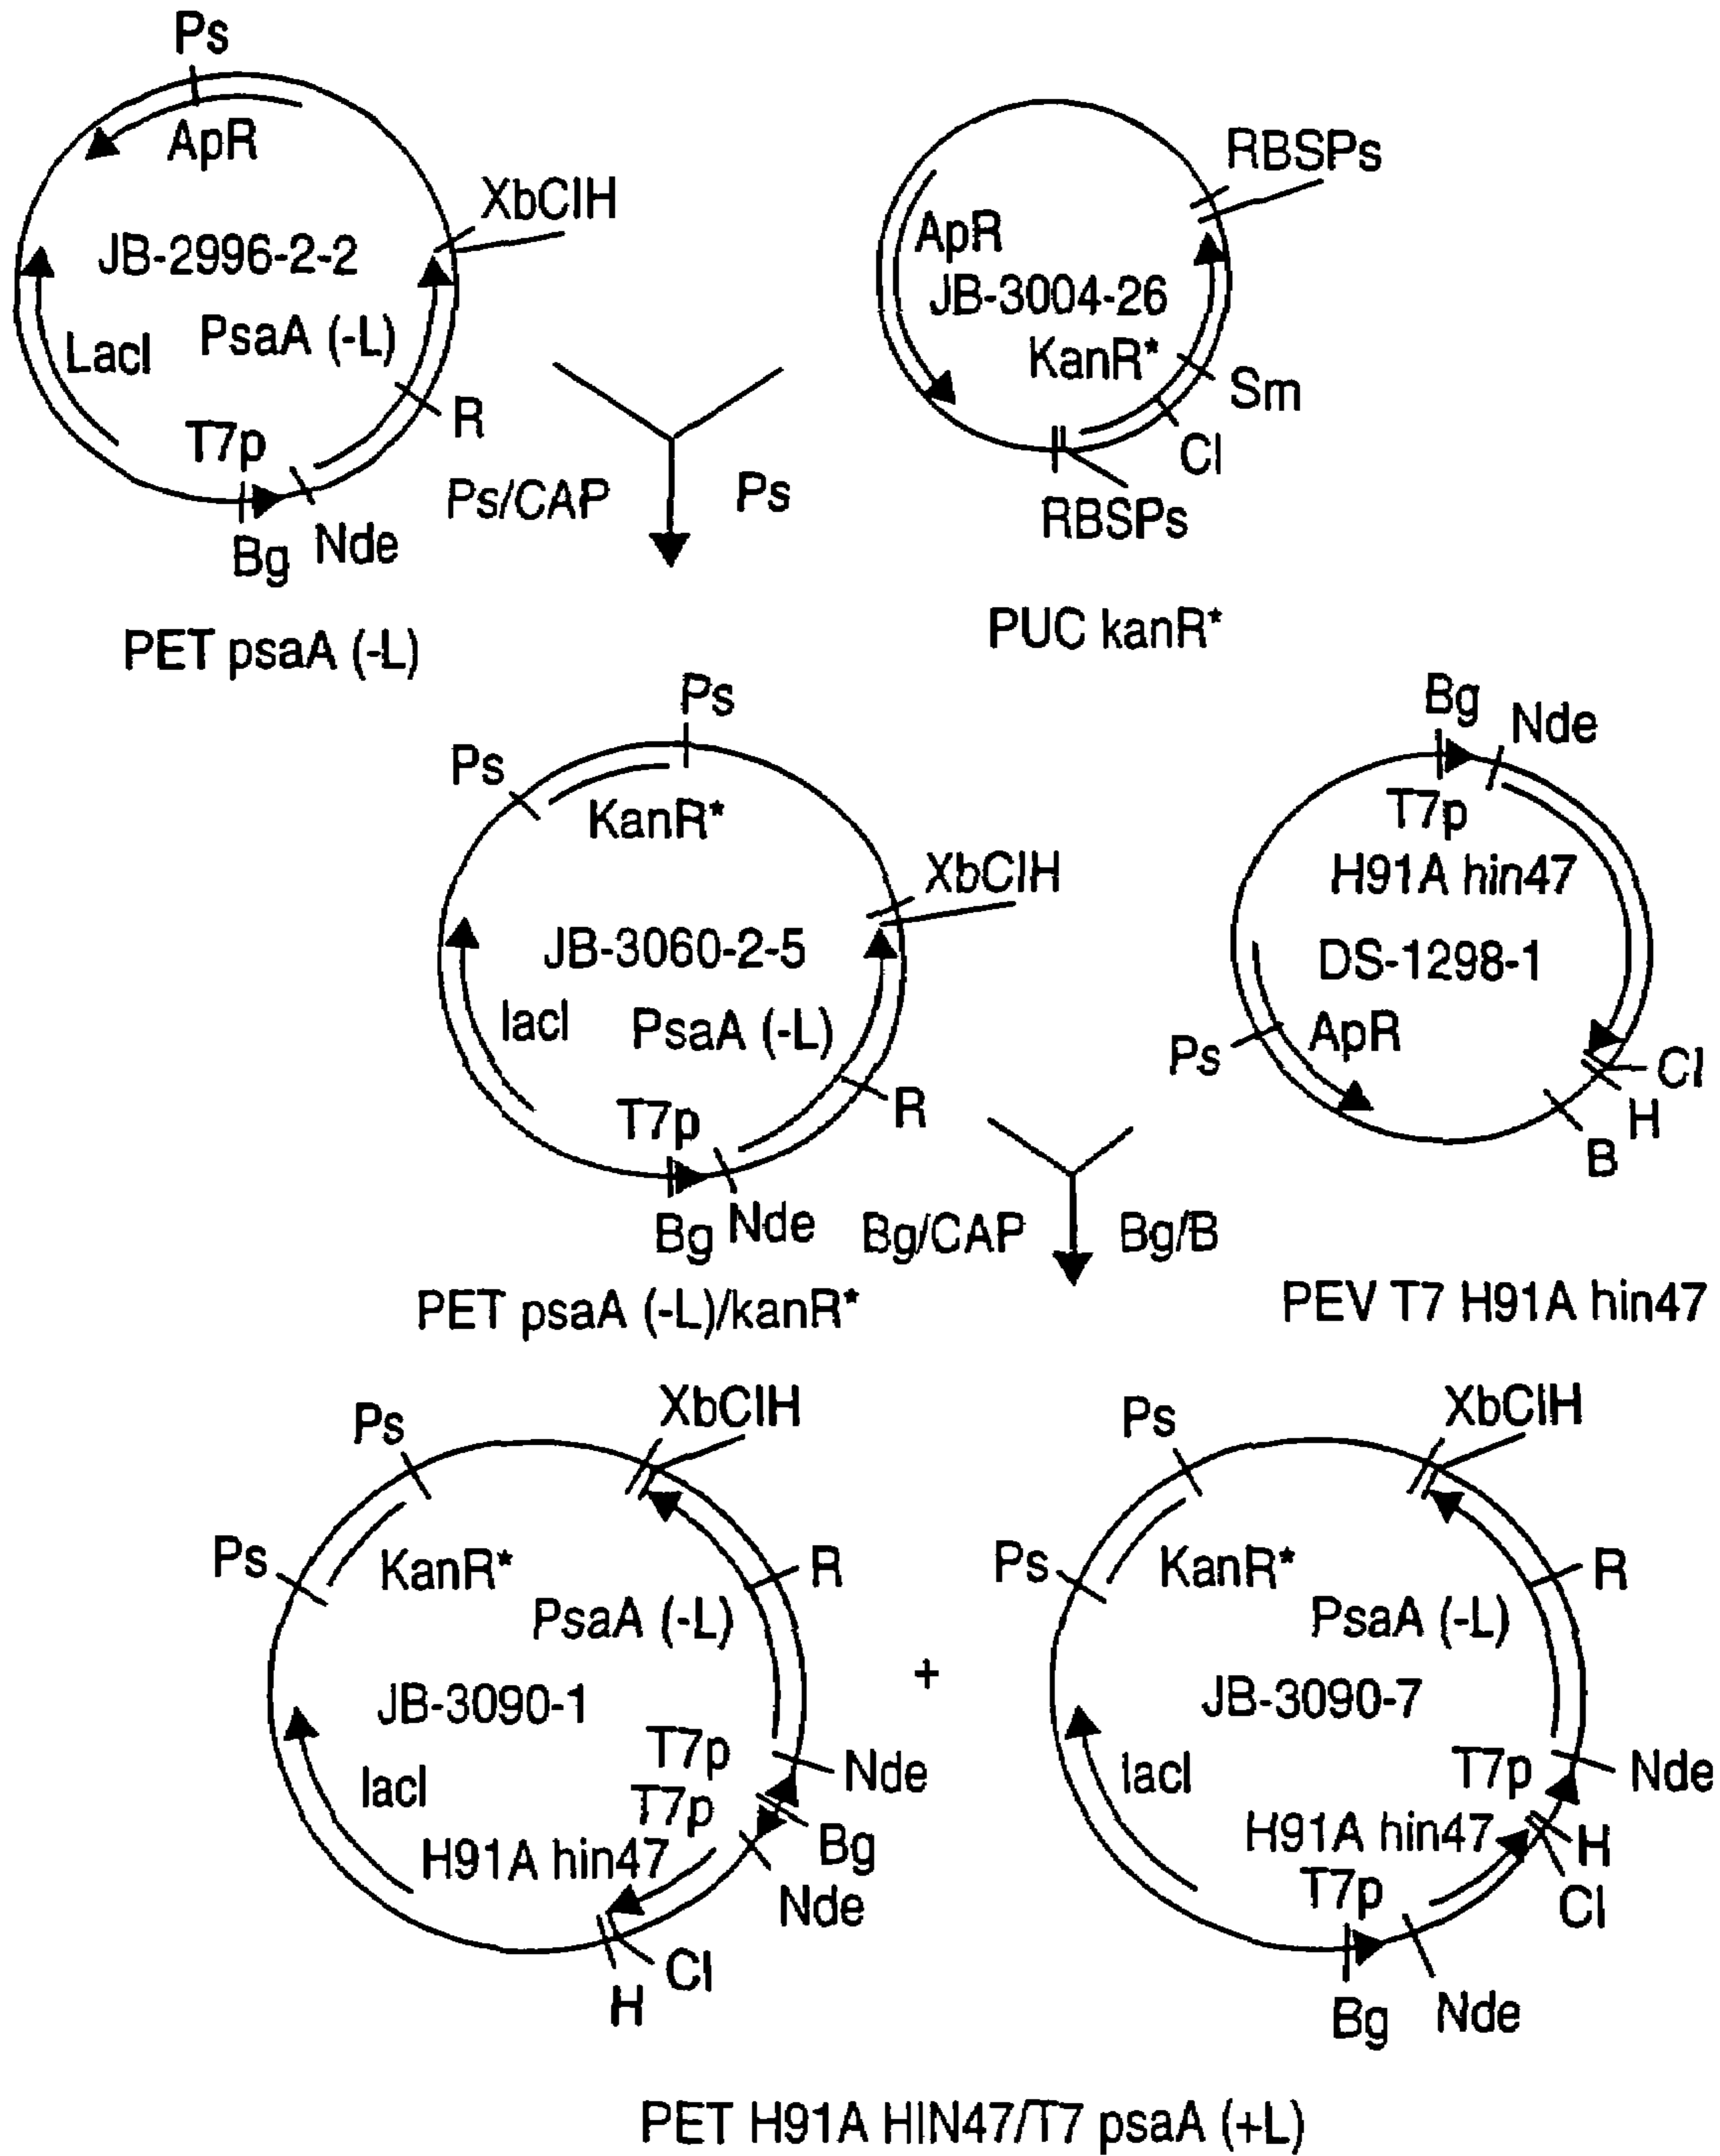 Ps
ApR
XbClH
JB-2996-2-2
LacI
PsaA (-L)
R
T7p
Bg
Nde
PET psaA (-L)
Ps/CAP
Ps
RBSPs
ApR
JB-3004-26
KanR*
Sm
Cl
RBSPs
PUC kanR*
Ps
Ps
KanR*
XbClH
JB-3060-2-5
lacI
PsaA (-L)
R
T7p
Bg
Nde
PET psaA (-L)/kanR*
Bg/CAP
Bg/B
Bg
Nde
T7p
H91A hin47
DS-1298-1
ApR
Ps
Cl
H
B
PEV T7 H91A hin47
Ps
XbClH
Ps
KanR*
R
PsaA (-L)
JB-3090-1
T7p
Nde
lacI
T7p
Bg
H91A hin47
Nde
Cl
H
+
Ps
XbClH
Ps
KanR*
R
PsaA (-L)
JB-3090-7
T7p
Nde
lacI
H91A hin47
H
T7p
Cl
Bg
Nde
PET H91A HIN47/T7 psaA (+L)